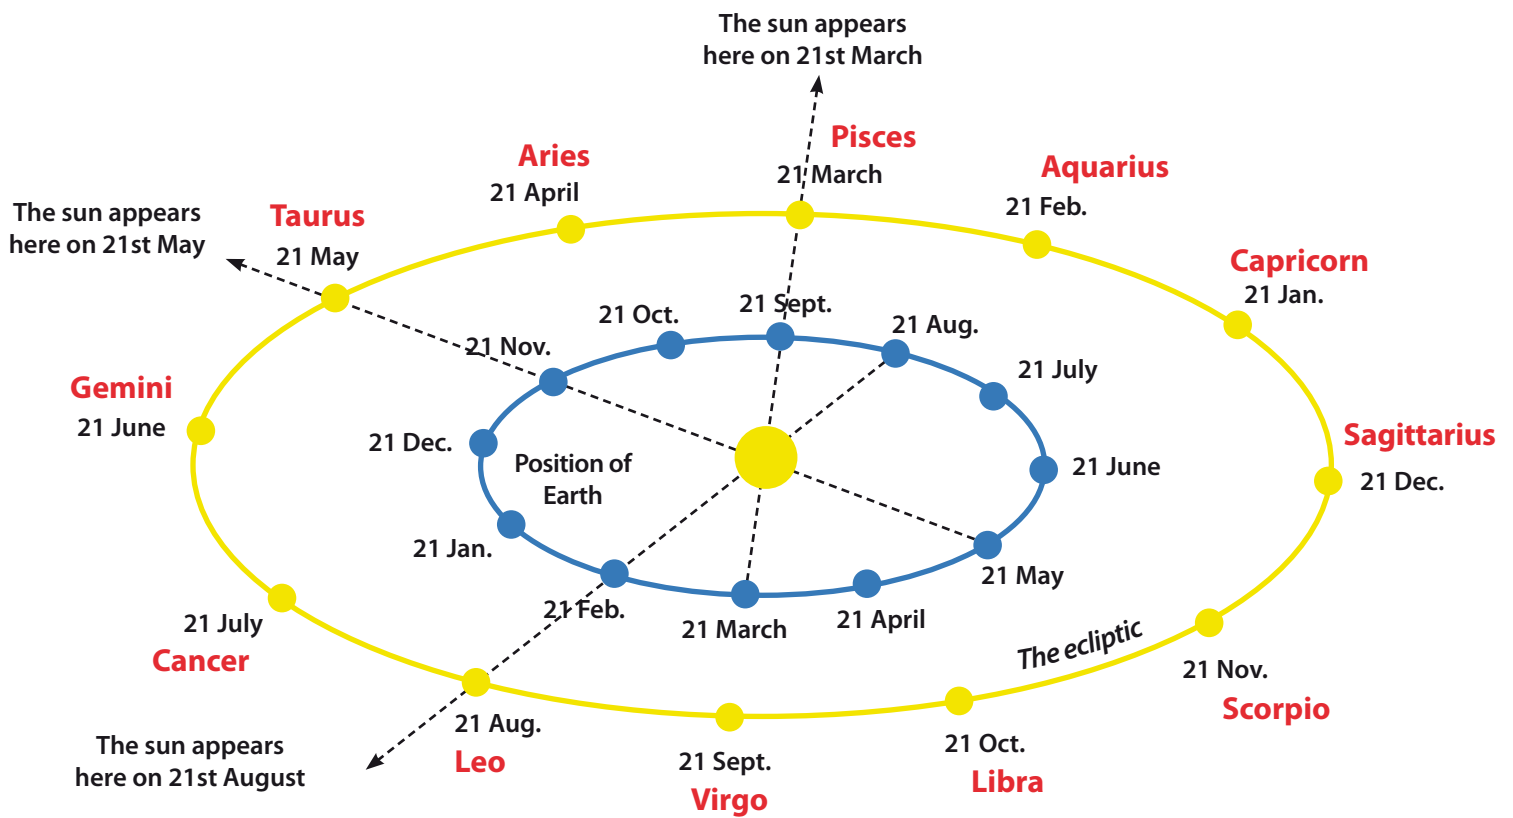 The sun appears
here on 21st March
Pisces
21 March
Aries
21 April
Aquarius
21 Feb.
The sun appears
here on 21st May
Taurus
21 May
Capricorn
21 Jan.
21 Oct.
21 Sept.
21 Aug.
21 Nov.
21 July
Gemini
21 June
21 Dec.
Position of
Earth
21 June
Sagittarius
21 Dec.
21 Jan.
21 Feb.
21 March
21 April
21 May
21 July
Cancer
The ecliptic
21 Nov.
Scorpio
The sun appears
here on 21st August
21 Aug.
Leo
21 Sept.
Virgo
21 Oct.
Libra